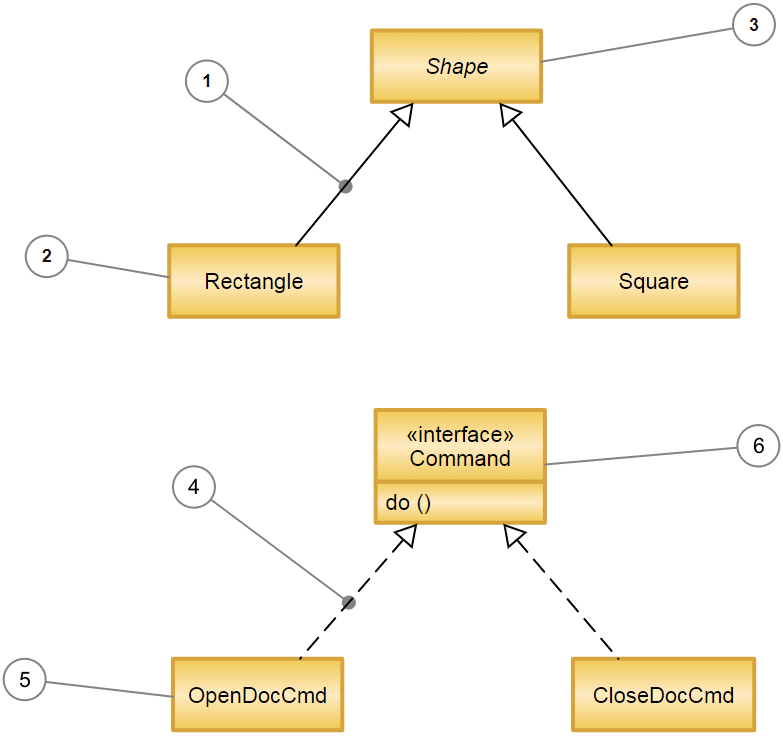 3
Shape
1
2
Rectangle
Square
«interface»
Command
6
do ()
4
5
OpenDocCmd
CloseDocCmd